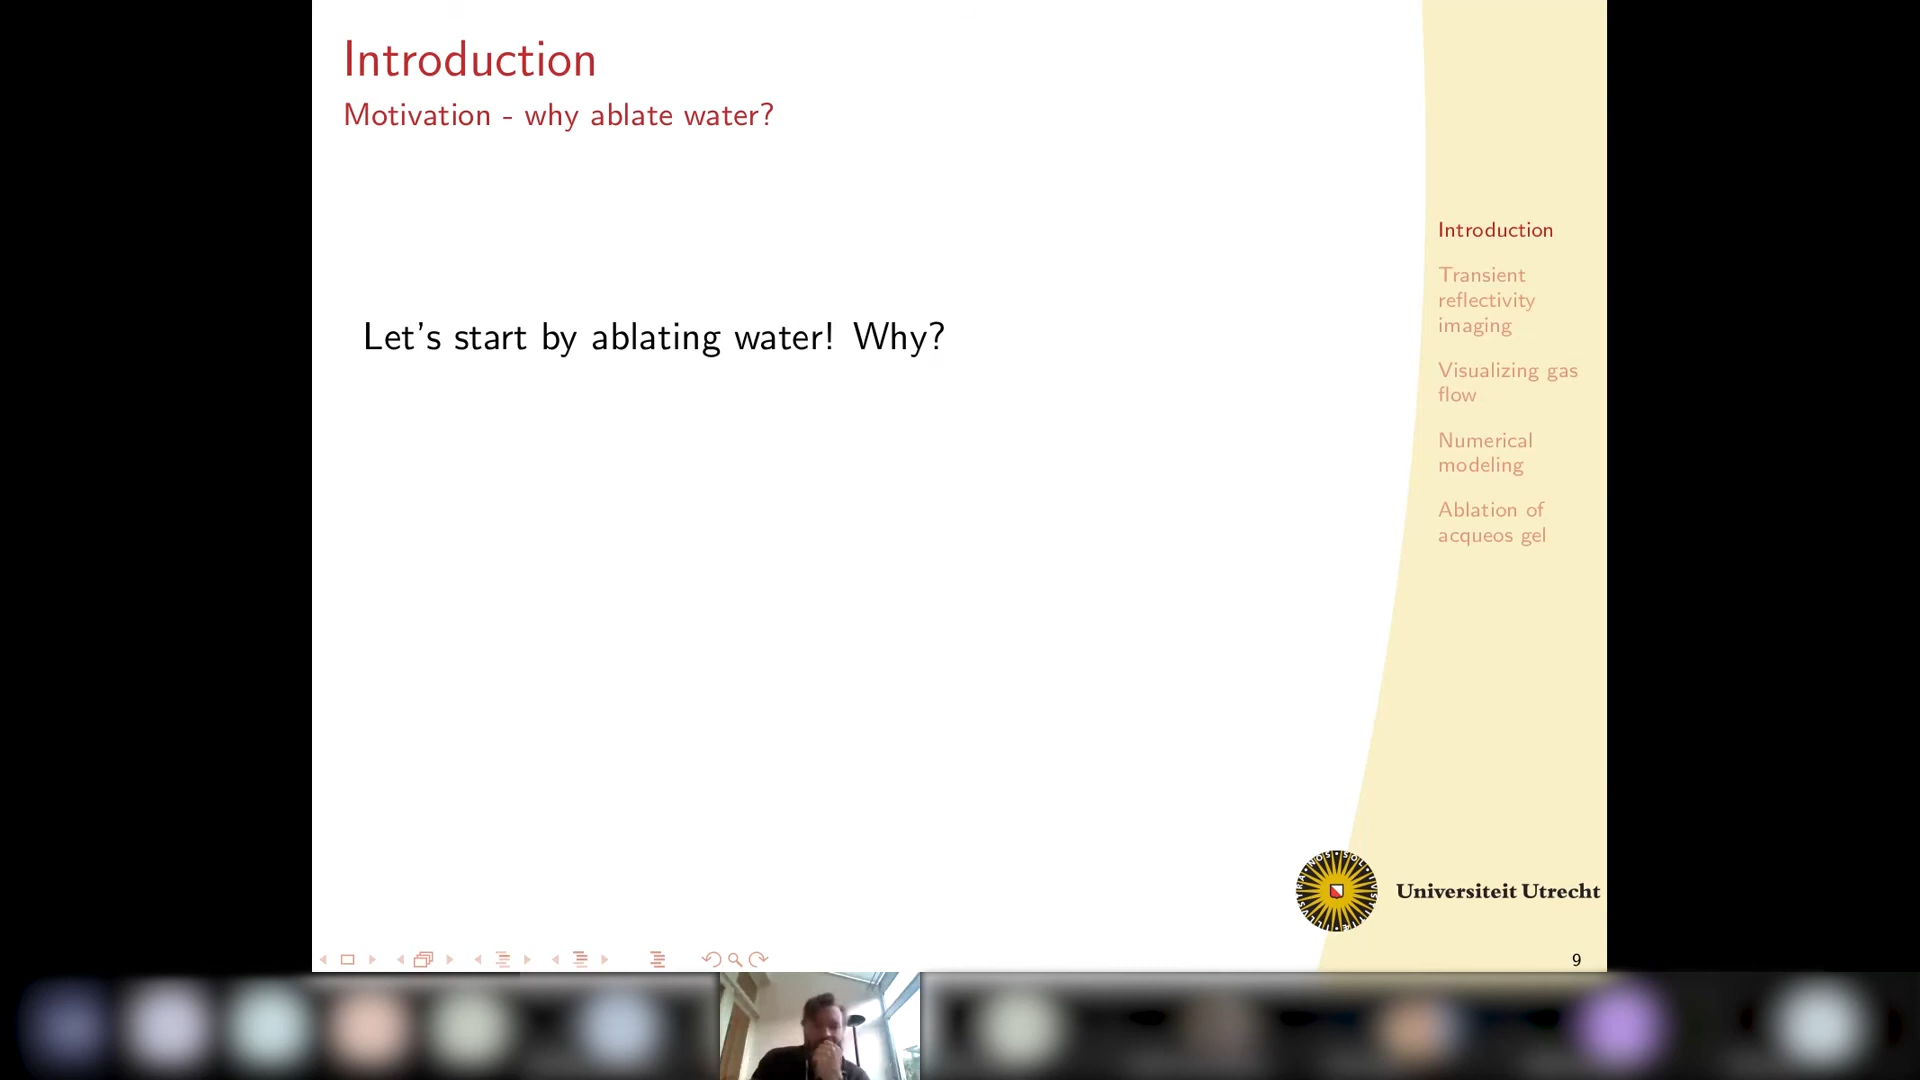 Introduction
Motivation - why ablate water?
Let's start by ablating water! Why?
Introduction
Transient
reflectivity
imaging
Visualizing gas
flow
Numerical
modeling
Ablation of
acqueos gel
Universiteit Utrecht
9